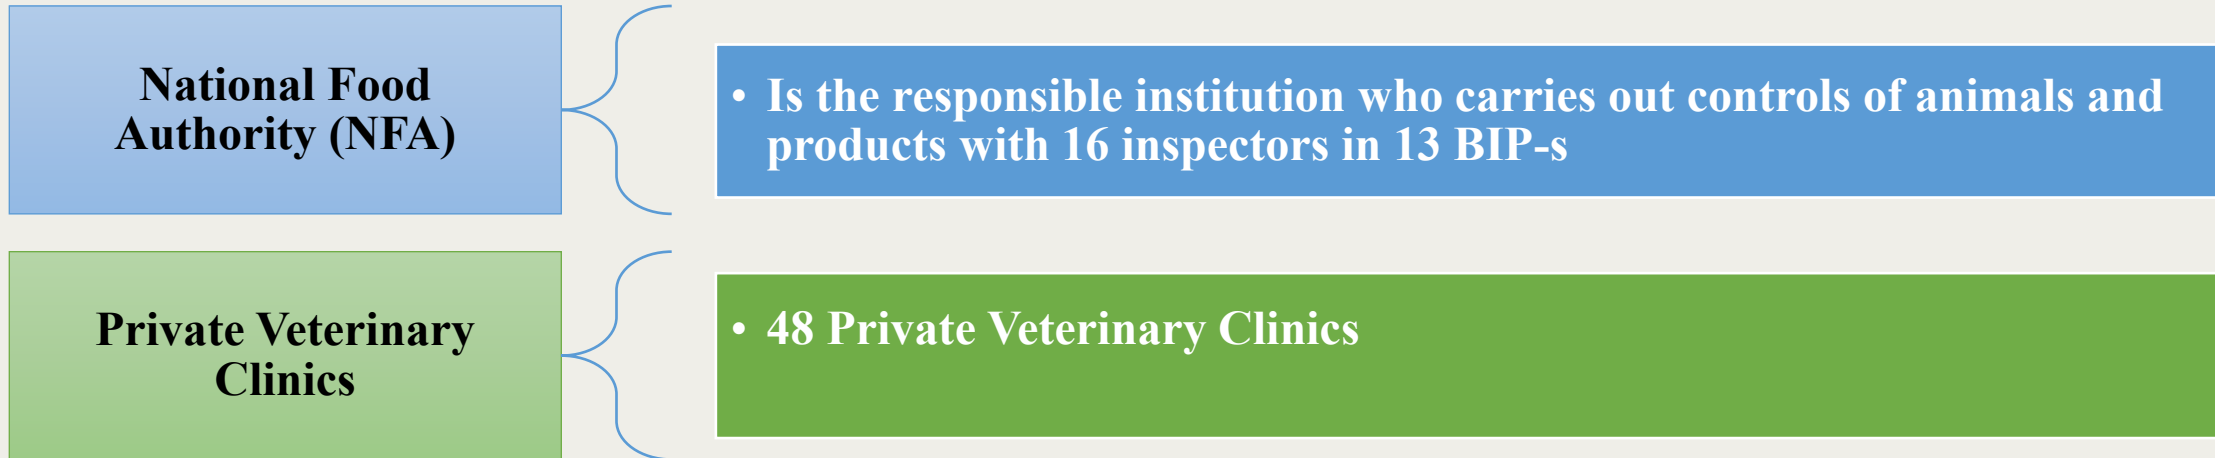 National Food
Authority (NFA)
• Is the responsible institution who carries out controls of animals and
products with 16 inspectors in 13 BIP-s
Private Veterinary
Clinics
• 48 Private Veterinary Clinics